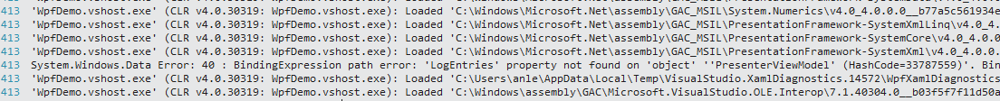 413 'WpfDemo.vshost.exe' (CLR v4.0.30319: WpfDemo.vshost.exe): Loaded 'C:\Windows\Microsoft.Net\assembly\GAC_MSIL\System.Numerics\v4.0_4.0.0.0__b77a5c561934e
413 'WpfDemo.vshost.exe' (CLR v4.0.30319: WpfDemo.vshost.exe): Loaded 'C:\Windows\Microsoft.Net\assembly\GAC_MSIL\PresentationFramework-SystemXmlLinq\v4.0_4.
413 'WpfDemo.vshost.exe' (CLR v4.0.30319: WpfDemo.vshost.exe): Loaded 'C:\Windows\Microsoft.Net\assembly\GAC_MSIL\PresentationFramework-SystemCore\v4.0_4.0.0
413 'WpfDemo.vshost.exe' (CLR v4.0.30319: WpfDemo.vshost.exe): Loaded 'C:\Windows\Microsoft.Net\assembly\GAC_MSIL\PresentationFramework-SystemXml\v4.0_4.0.0.
413 System.Windows.Data Error: 40 : BindingExpression path error: 'LogEntries' property not found on 'object' ''PresenterViewModel' (HashCode=33787559)'. Bin
413 'WpfDemo.vshost.exe' (CLR v4.0.30319: WpfDemo.vshost.exe): Loaded 'C:\Users\anle\AppData\Local\Temp\VisualStudio.XamlDiagnostics.14572\WpfXamlDiagnostics
413 'WpfDemo.vshost.exe' (CLR v4.0.30319: WpfDemo.vshost.exe): Loaded 'C:\Windows\assembly\GAC\Microsoft.VisualStudio.OLE.Interop\7.1.40304.0__b03f5f7f11d50a